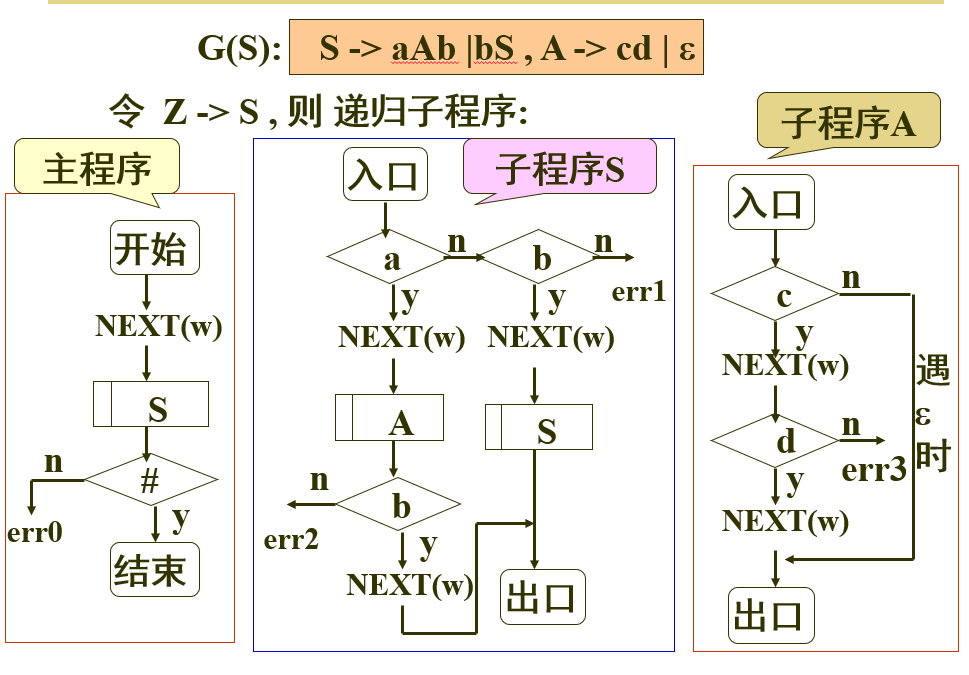 G(S): S -> aAb |bS , A -> cd | ε
令 Z -> S , 则 递归子程序:
主程序
开始
NEXT(w)
S
#
n
err0
y
结束
子程序S
入口
a
n
b
n
err1
y
y
NEXT(w)
NEXT(w)
A
S
b
n
err2
y
NEXT(w)
出口
子程序A
入口
c
n
y
NEXT(w)
遇
ε
时
d
n
err3
y
NEXT(w)
出口